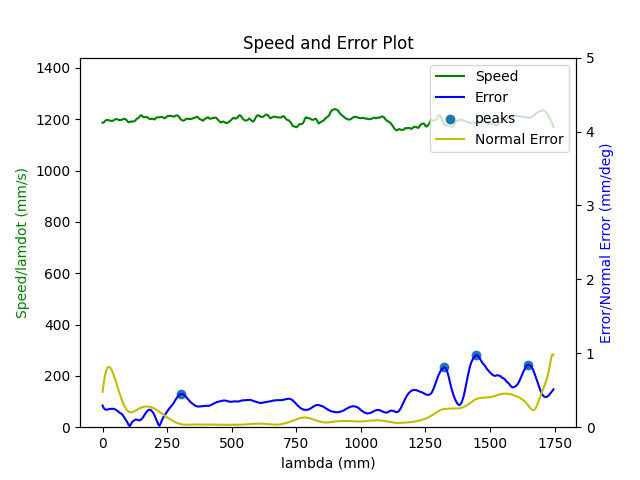 Speed and Error Plot
Speed
Error
peaks
Normal Error
Speed/lamdot (mm/s)
1400
1200
1000
800
600
400
200
0
5
4
3
2
1
0
Error/Normal Error (mm/deg)
0 250 500 750 1000 1250 1500 1750
lambda (mm)